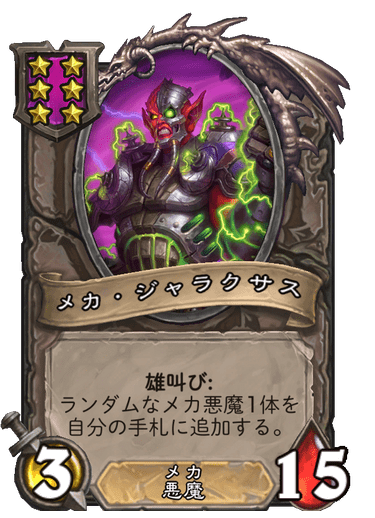 メカ・ジャラクサス
雄叫び:
ランダムなメカ悪魔1体を
自分の手札に追加する。
メカ
悪魔
3
15